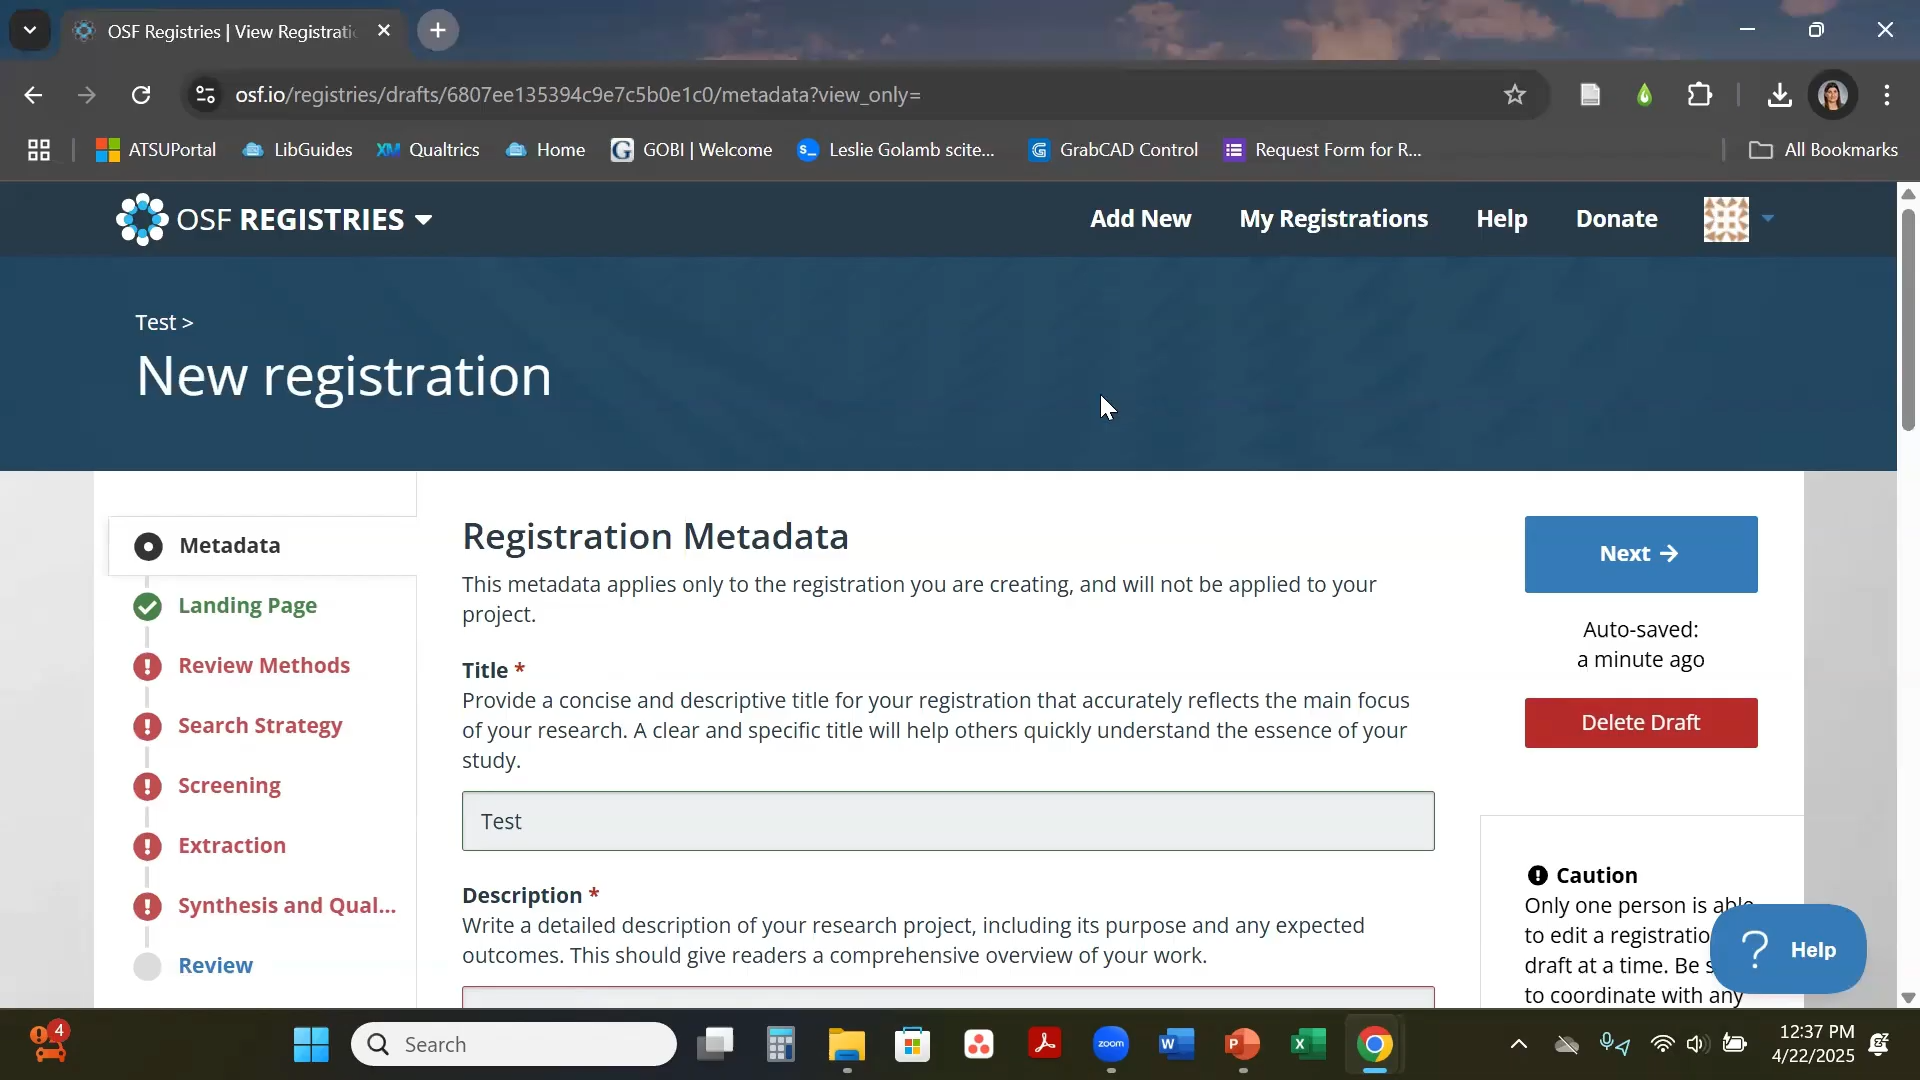 OSF Registries | View Registrati
osf.io/registries/drafts/6807ee135394c9e7c5b0e1c0/metadata?view_only=
ATSUPortal
LibGuides
XM Qualtrics
Home
G GOBI | Welcome
s_ Leslie Golamb scite...
G GrabCAD Control
Request Form for R...
All Bookmarks
OSF REGISTRIES
Add New
My Registrations
Help
Donate
Test >
New registration
Metadata
Landing Page
Review Methods
Search Strategy
Screening
Extraction
Synthesis and Qual...
Review
Registration Metadata
This metadata applies only to the registration you are creating, and will not be applied to your
project.
Title *
Provide a concise and descriptive title for your registration that accurately reflects the main focus
of your research. A clear and specific title will help others quickly understand the essence of your
study.
Test
Description *
Write a detailed description of your research project, including its purpose and any expected
outcomes. This should give readers a comprehensive overview of your work.
Next →
Auto-saved:
a minute ago
Delete Draft
Caution
Only one person is able
to edit a registratio
draft at a time. Be s
to coordinate with any
? Help
4
Search
zoom
W
P
X
12:37 PM
4/22/2025